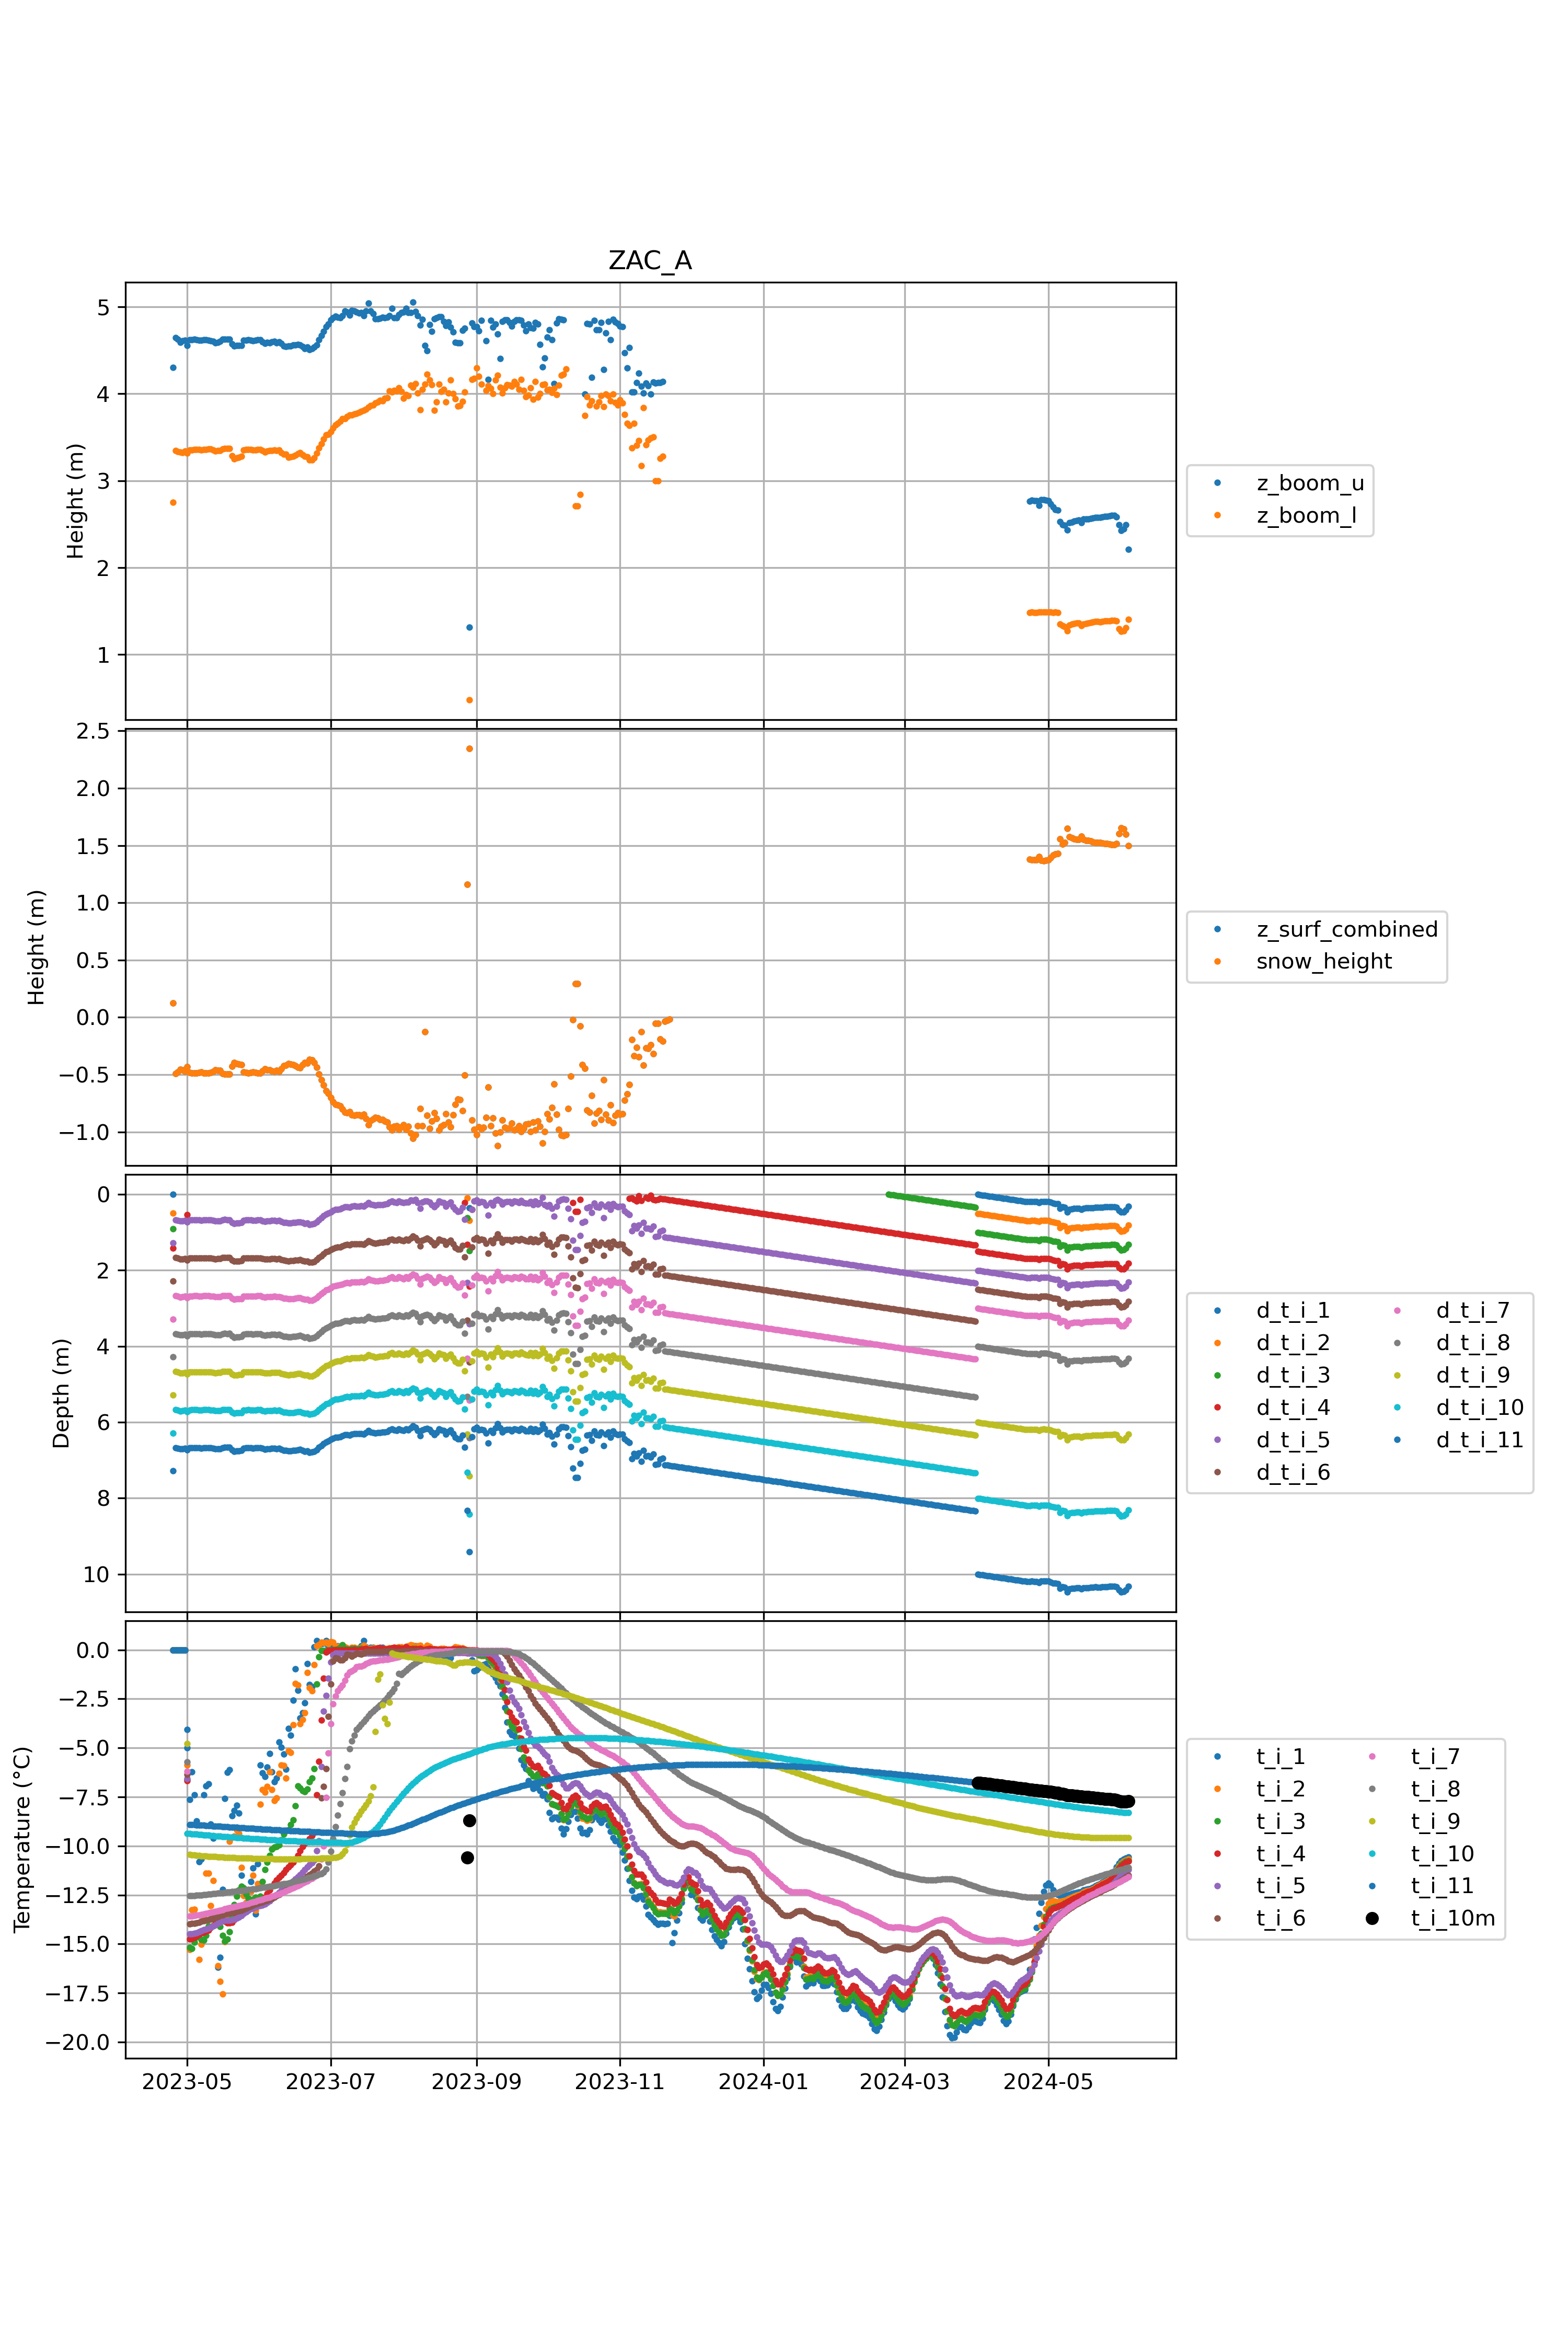 ZAC_A
5
4
3
2
1
Height (m)
z_boom_u
z_boom_l
2.5
2.0
1.5
1.0
0.5
0.0
−0.5
−1.0
Height (m)
z_surf_combined
snow_height
0
2
4
6
8
10
Depth (m)
d_t_i_1
d_t_i_2
d_t_i_3
d_t_i_4
d_t_i_5
d_t_i_6
d_t_i_7
d_t_i_8
d_t_i_9
d_t_i_10
d_t_i_11
0.0
−2.5
−5.0
−7.5
−10.0
−12.5
−15.0
−17.5
−20.0
Temperature (°C)
t_i_1
t_i_2
t_i_3
t_i_4
t_i_5
t_i_6
t_i_7
t_i_8
t_i_9
t_i_10
t_i_11
t_i_10m
2023-05 2023-07 2023-09 2023-11 2024-01 2024-03 2024-05